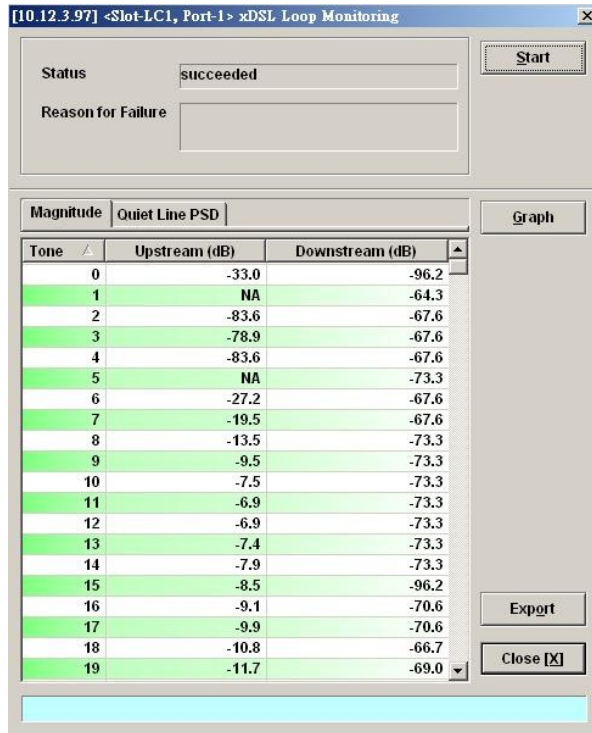 [10.12.3.97] <Slot-LC1, Port-1> xDSL Loop Monitoring
Status succeeded
Start
Reason for Failure
Magnitude Quiet Line PSD
Graph
Tone Upstream (dB) Downstream (dB)
0 -33.0 -96.2
1 NA -64.3
2 -83.6 -67.6
3 -78.9 -67.6
4 -83.6 -67.6
5 NA -73.3
6 -27.2 -67.6
7 -19.5 -67.6
8 -13.5 -73.3
9 -9.5 -73.3
10 -7.5 -73.3
11 -6.9 -73.3
12 -6.9 -73.3
13 -7.4 -73.3
14 -7.9 -73.3
15 -8.5 -96.2
16 -9.1 -70.6
17 -9.9 -70.6
18 -10.8 -66.7
19 -11.7 -69.0
Export
Close [X]